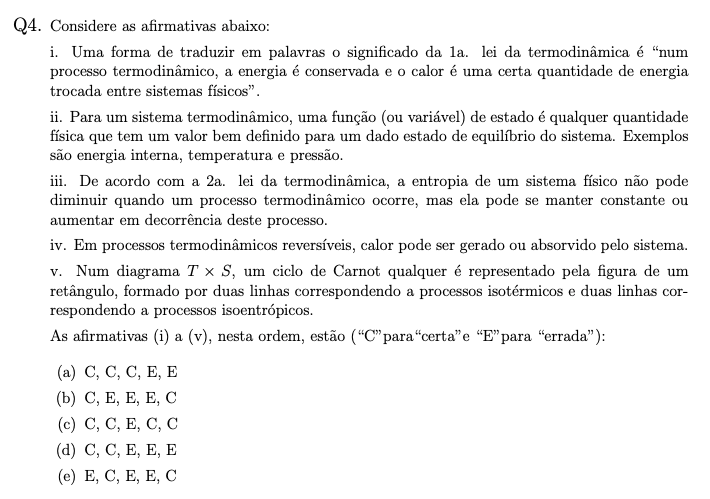 Q4. Considere as afirmativas abaixo:
i. Uma forma de traduzir em palavras o significado da 1a. lei da termodinâmica é “num
processo termodinâmico, a energia é conservada e o calor é uma certa quantidade de energia
trocada entre sistemas físicos”.
ii. Para um sistema termodinâmico, uma função (ou variável) de estado é qualquer quantidade
física que tem um valor bem definido para um dado estado de equilíbrio do sistema. Exemplos
são energia interna, temperatura e pressão.
iii. De acordo com a 2a. lei da termodinâmica, a entropia de um sistema físico não pode
diminuir quando um processo termodinâmico ocorre, mas ela pode se manter constante ou
aumentar em decorrência deste processo.
iv. Em processos termodinâmicos reversíveis, calor pode ser gerado ou absorvido pelo sistema.
v. Num diagrama T × S, um ciclo de Carnot qualquer é representado pela figura de um
retângulo, formado por duas linhas correspondendo a processos isotérmicos e duas linhas cor-
respondendo a processos isoentrópicos.
As afirmativas (i) a (v), nesta ordem, estão (“C”para“certa”e “E”para “errada”):
(a) C, C, C, E, E
(b) C, E, E, E, C
(c) C, C, E, C, C
(d) C, C, E, E, E
(e) E, C, E, E, C